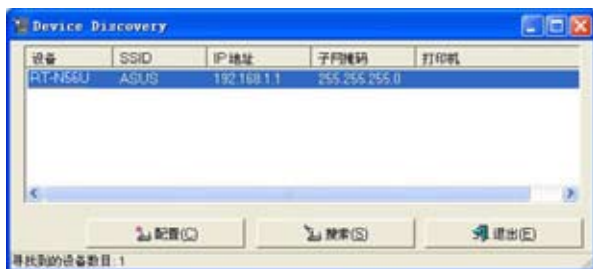 Device Discovery
设备 SSID IP地址 子网掩码 打印机
RT-N56U ASUS 192.168.1.1 255.255.255.0
配置(C) 搜索(S) 退出(E)
寻找到的设备数目:1